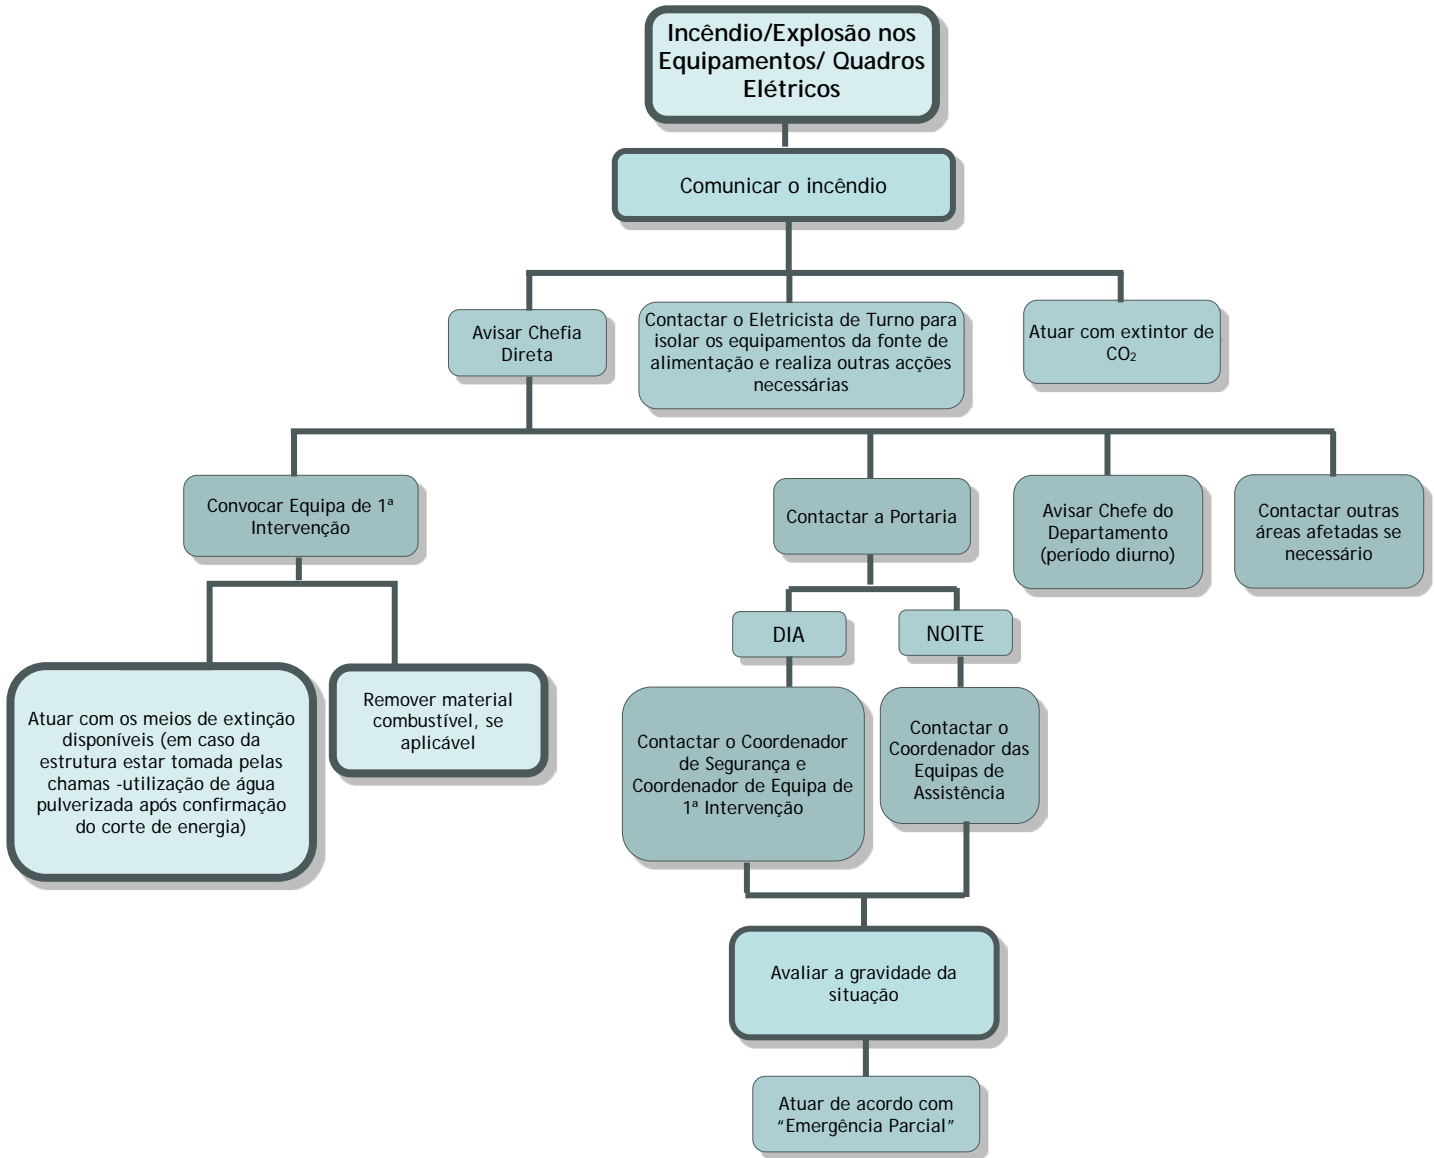 Incêndio/Explosão nos
Equipamentos/ Quadros
Elétricos
Comunicar o incêndio
Avisar Chefia
Direta
Contactar o Eletricista de Turno para
isolar os equipamentos da fonte de
alimentação e realiza outras acções
necessárias
Atuar com extintor de
CO₂
Convocar Equipa de 1ª
Intervenção
Contactar a Portaria
Avisar Chefe do
Departamento
(período diurno)
Contactar outras
áreas afetadas se
necessário
DIA
NOITE
Atuar com os meios de extinção
disponíveis (em caso da
estrutura estar tomada pelas
chamas -utilização de água
pulverizada após confirmação
do corte de energia)
Remover material
combustível, se
aplicável
Contactar o Coordenador
de Segurança e
Coordenador de Equipa de
1ª Intervenção
Contactar o
Coordenador das
Equipas de
Assistência
Avaliar a gravidade da
situação
Atuar de acordo com
“Emergência Parcial”